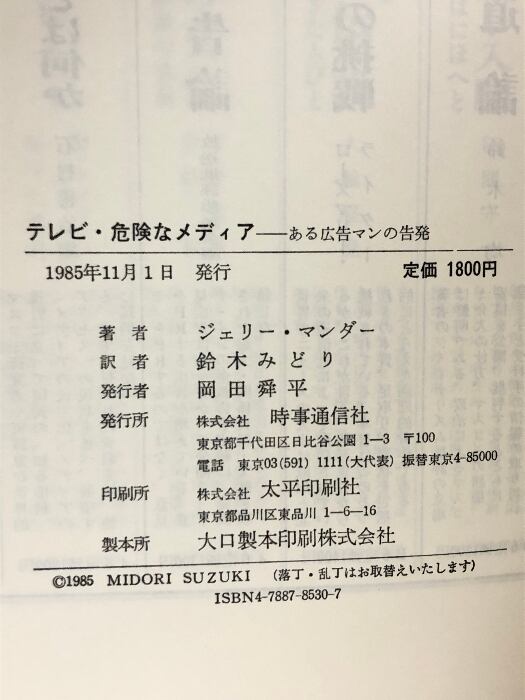 テレビ・危険なメディア――ある広告マンの告発
1985年11月1日 発行 定価 1800円
著者 ジェリー・マンダー
訳者 鈴木みどり
発行者 岡田舜平
発行所 株式会社 時事通信社
東京都千代田区日比谷公園 1―3 〒100
電話 東京03(591) 1111(大代表) 振替東京4-85000
印刷所 株式会社 太平印刷社
東京都品川区東品川 1―6―16
製本所 大口製本印刷株式会社
©1985 MIDORI SUZUKI (落丁・乱丁はお取替えいたします)
ISBN4-7887-8530-7